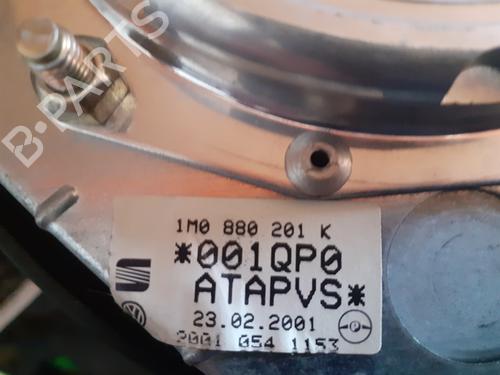 B-PARTS
1M0 880 201 K
*001QP0
ATAPVS*
23.02.2001
2001 054 1153